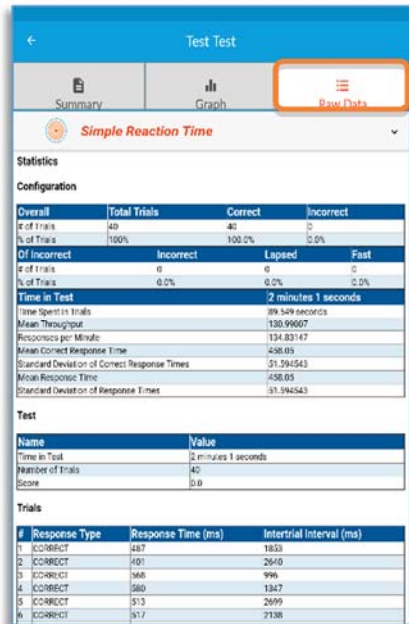 Test Test
Summary Graph Raw Data
Simple Reaction Time
Statistics
Configuration
Overall Total Trials Correct Incorrect
# of Trials 40 40 0
% of Trials 100% 100.0% 0.0%
Of Incorrect Incorrect Lapsed Fast
# of Trials 0 0 0
% of Trials 0.0% 0.0% 0.0%
Time in Test 2 minutes 1 seconds
Time Spent in Trials 89.549 seconds
Mean Throughput 130.99007
Responses per Minute 134.83147
Mean Correct Response Time 458.05
Standard Deviation of Correct Response Times 51.594543
Mean Response Time 458.05
Standard Deviation of Response Times 51.594543
Test
Name Value
Time in Test 2 minutes 1 seconds
Number of Trials 40
Score 0.0
Trials
# Response Type Response Time (ms) Intertrial Interval (ms)
1 CORRECT 487 1853
2 CORRECT 401 2640
3 CORRECT 568 996
4 CORRECT 580 1347
5 CORRECT 513 2699
6 CORRECT 517 2138